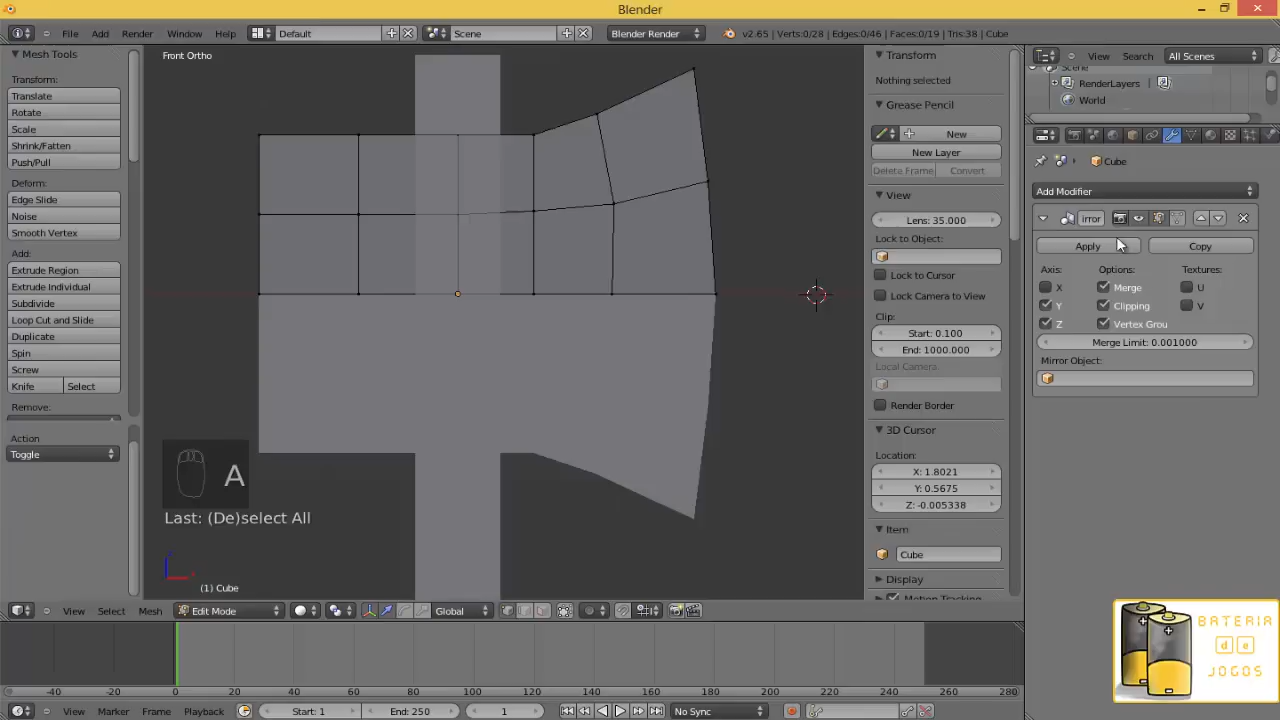 Blender
File Add Render Window Help Default Scene Blender Render v2.65 | Verts:0/28 | Edges:0/46 | Faces:0/19 | Tris:38 | Cube
Mesh Tools
Transform:
Translate
Rotate
Scale
Shrink/Fatten
Push/Pull
Deform:
Edge Slide
Noise
Smooth Vertex
Add:
Extrude Region
Extrude Individual
Subdivide
Loop Cut and Slide
Duplicate
Spin
Screw
Knife Select
Remove:
Action
Toggle
Front Ortho
A
Last: (De)select All
(1) Cube
Transform
Nothing selected
Grease Pencil
New
New Layer
Delete Frame Convert
View
Lens: 35.000
Lock to Object:
Lock to Cursor
Lock Camera to View
Clip:
Start: 0.100
End: 1000.000
Local Camera:
Render Border
3D Cursor
Location:
X: 1.8021
Y: 0.5675
Z: -0.005338
Item
Cube
Display
Motion Tracking
View Search All Scenes
Scene
RenderLayers
World
Cube
Add Modifier
irror
Apply Copy
Axis: Options: Textures:
X Merge U
Y Clipping V
Z Vertex Grou
Merge Limit: 0.001000
Mirror Object:
View Select Mesh Edit Mode Global
-40 -20 0 20 40 60 80 100 120 140 160 180 200 220 240 260 280
View Marker Frame Playback Start: 1 End: 250 1 No Sync
BATERIA
de
JOGOS